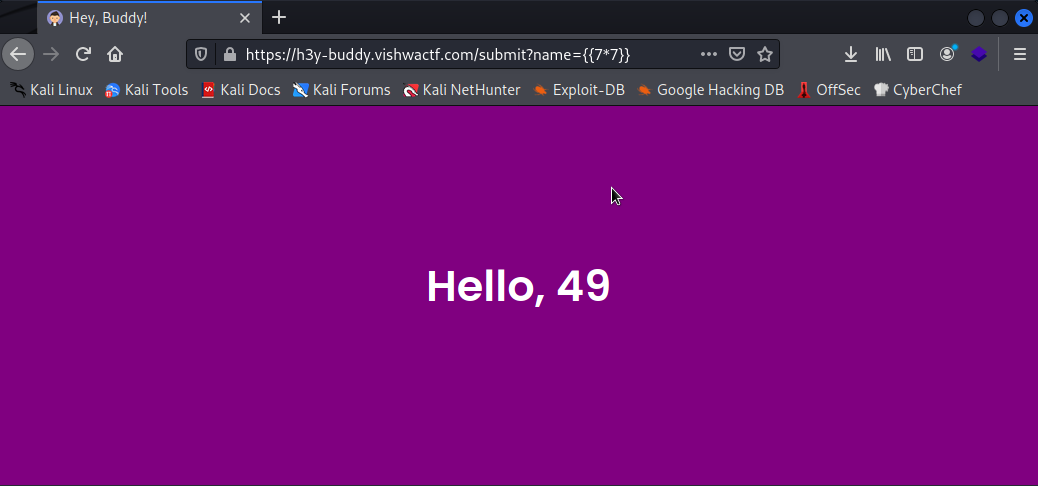 Hey, Buddy!
https://h3y-buddy.vishwactf.com/submit?name={{7*7}}
Kali Linux Kali Tools Kali Docs Kali Forums Kali NetHunter Exploit-DB Google Hacking DB OffSec CyberChef
Hello, 49